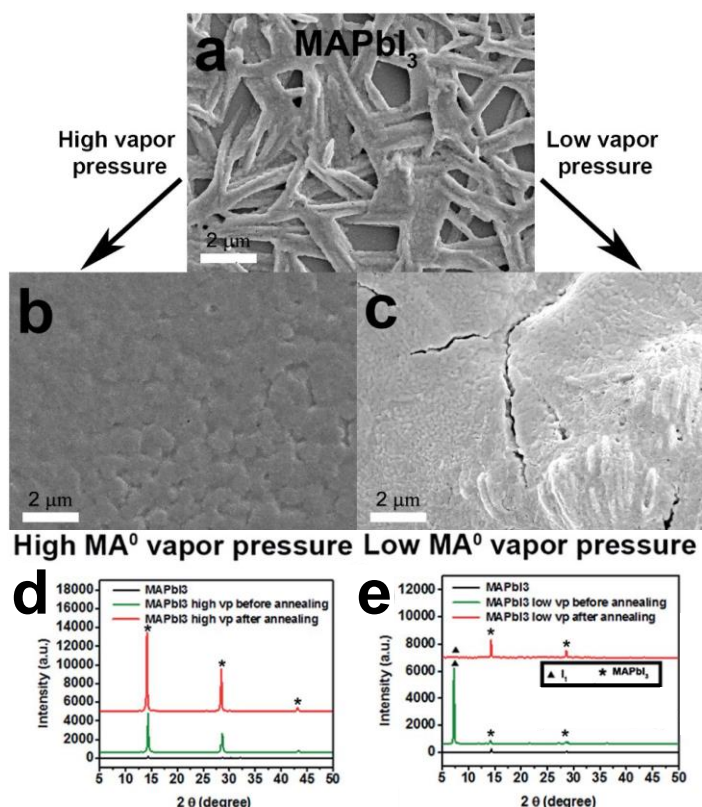 a MAPbI₃
High vapor
pressure
Low vapor
pressure
2 μm
b
c
2 μm
2 μm
High MA⁰ vapor pressure
Low MA⁰ vapor pressure
d
18000
16000
14000
12000
10000
8000
6000
4000
2000
0
Intensity (a.u.)
MAPbI3
MAPbI3 high vp before annealing
MAPbI3 high vp after annealing
*
*
*
5 10 15 20 25 30 35 40 45 50
2 θ (degree)
e
12000
10000
8000
6000
4000
2000
0
Intensity (a.u.)
MAPbI3
MAPbI3 low vp before annealing
MAPbI3 low vp after annealing
▲ * *
▲ I₁ * MAPbI₃
* *
5 10 15 20 25 30 35 40 45 50
2 θ (degree)